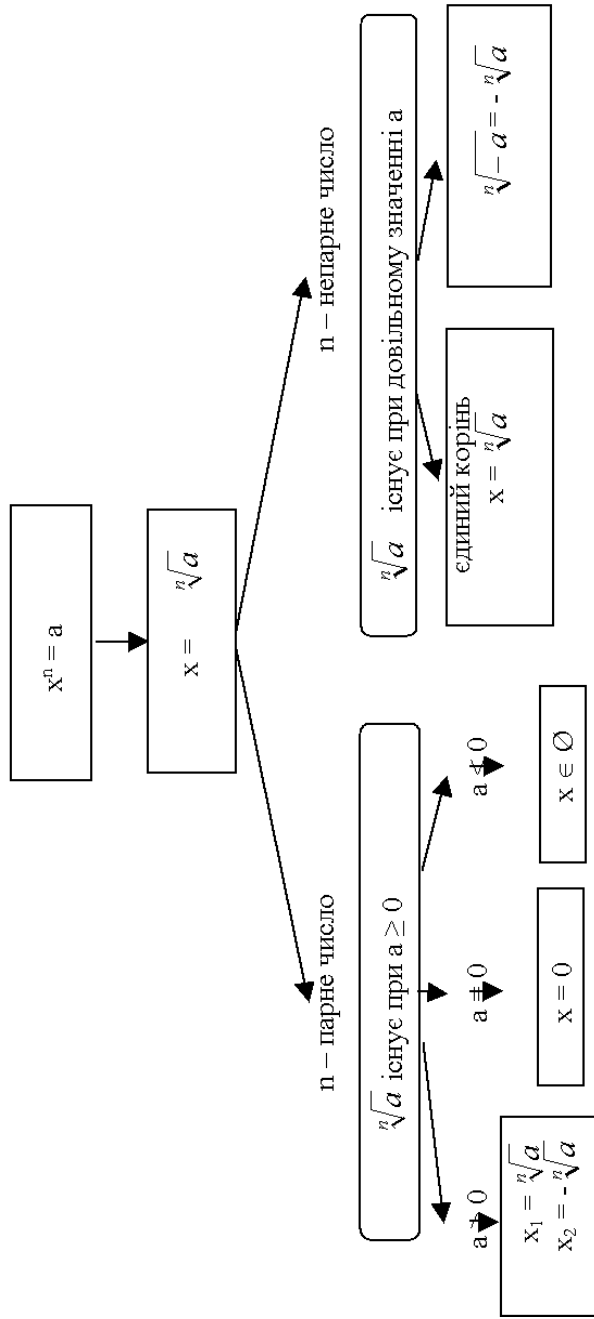 xⁿ = a
x = ⁿ√a
n – парне число
n – непарне число
ⁿ√a існує при a ≥ 0
ⁿ√a існує при довільному значенні a
a > 0
a = 0
a < 0
x₁ = ⁿ√a
x₂ = - ⁿ√a
x = 0
x ∈ Ø
єдиний корінь
x = ⁿ√a
ⁿ√-a = - ⁿ√a